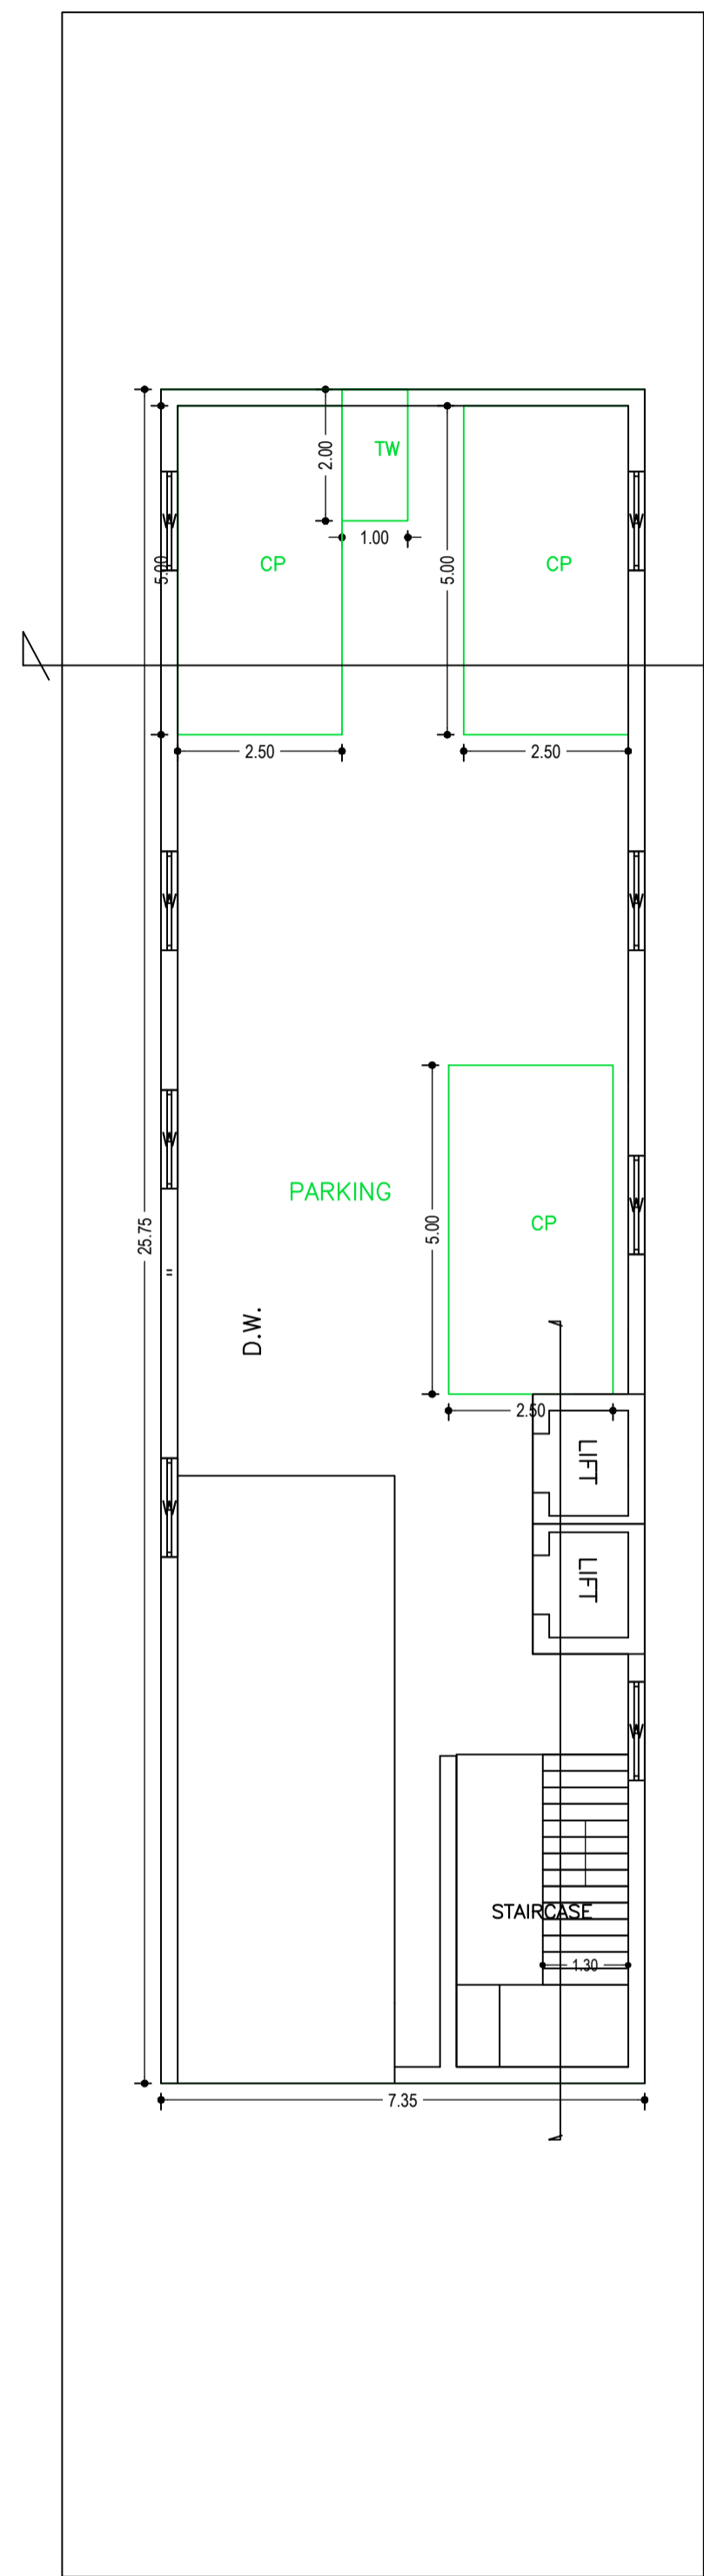 2.00
TW
1.00
CP
5.00
W
5.00
CP
W
2.50
2.50
W
W
W
W
PARKING
CP
5.00
25.75
D.W.
2.50
LIFT
W
LIFT
W
STAIRCASE
1.30
7.35